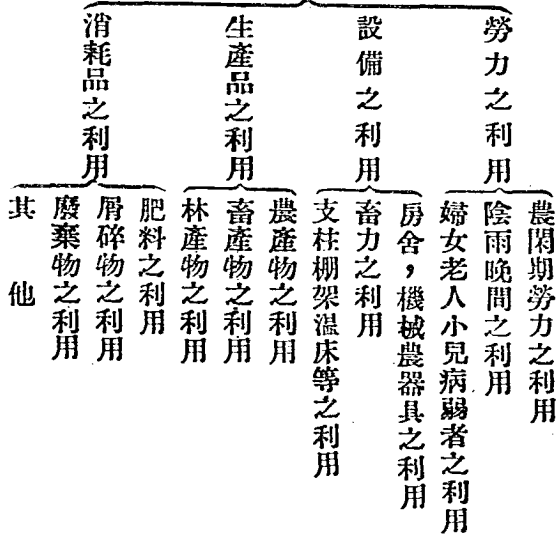 勞力之利用
農閑期勞力之利用
陰雨晚間之利用
婦女老人小兒病弱者之利用
設備之利用
房舍，機械農器具之利用
畜力之利用
支柱棚架溫床等之利用
生產品之利用
農產物之利用
畜產物之利用
林產物之利用
消耗品之利用
肥料之利用
屑碎物之利用
廢棄物之利用
其他